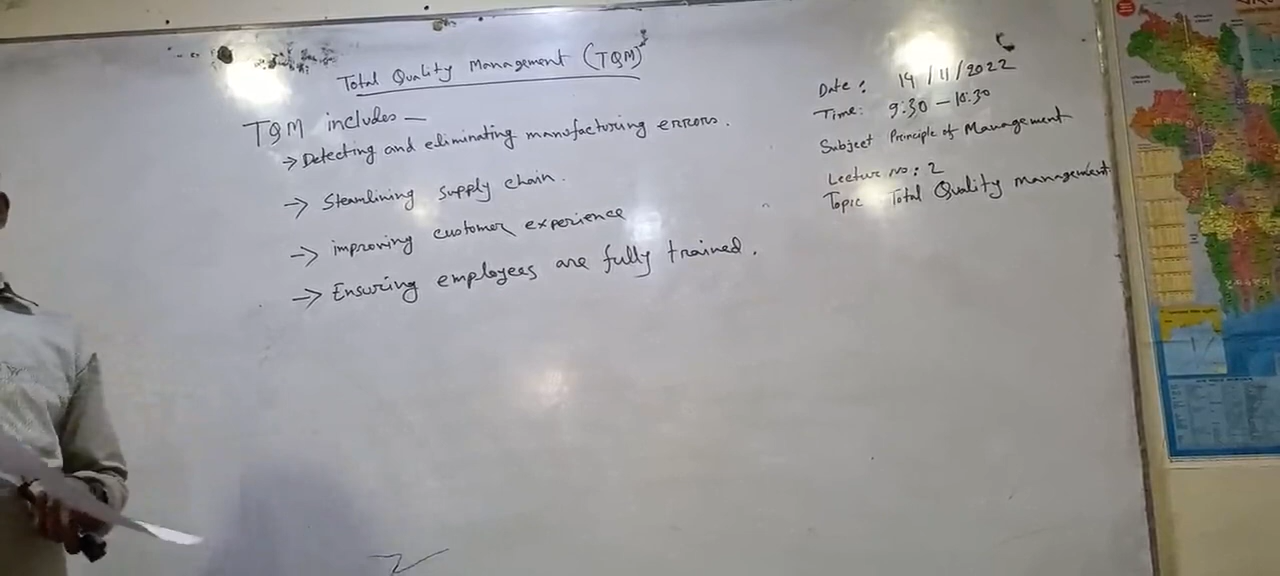 Total Quality Management (TQM)
TQM includes —
→ Detecting and eliminating manufacturing errors.
→ Steamlining supply chain.
→ improving customer experience
→ Ensuring employees are fully trained.
Date: 14/11/2022
Time: 9:30 – 10:30
Subject Principle of Management
Lecture no: 2
Topic Total Quality management